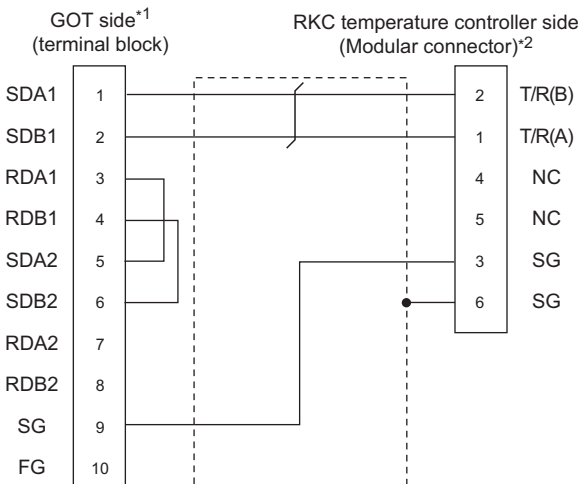 GOT side*1
(terminal block)
RKC temperature controller side
(Modular connector)*2
SDA1 1 2 T/R(B)
SDB1 2 1 T/R(A)
RDA1 3 4 NC
RDB1 4 5 NC
SDA2 5 3 SG
SDB2 6 6 SG
RDA2 7
RDB2 8
SG 9
FG 10